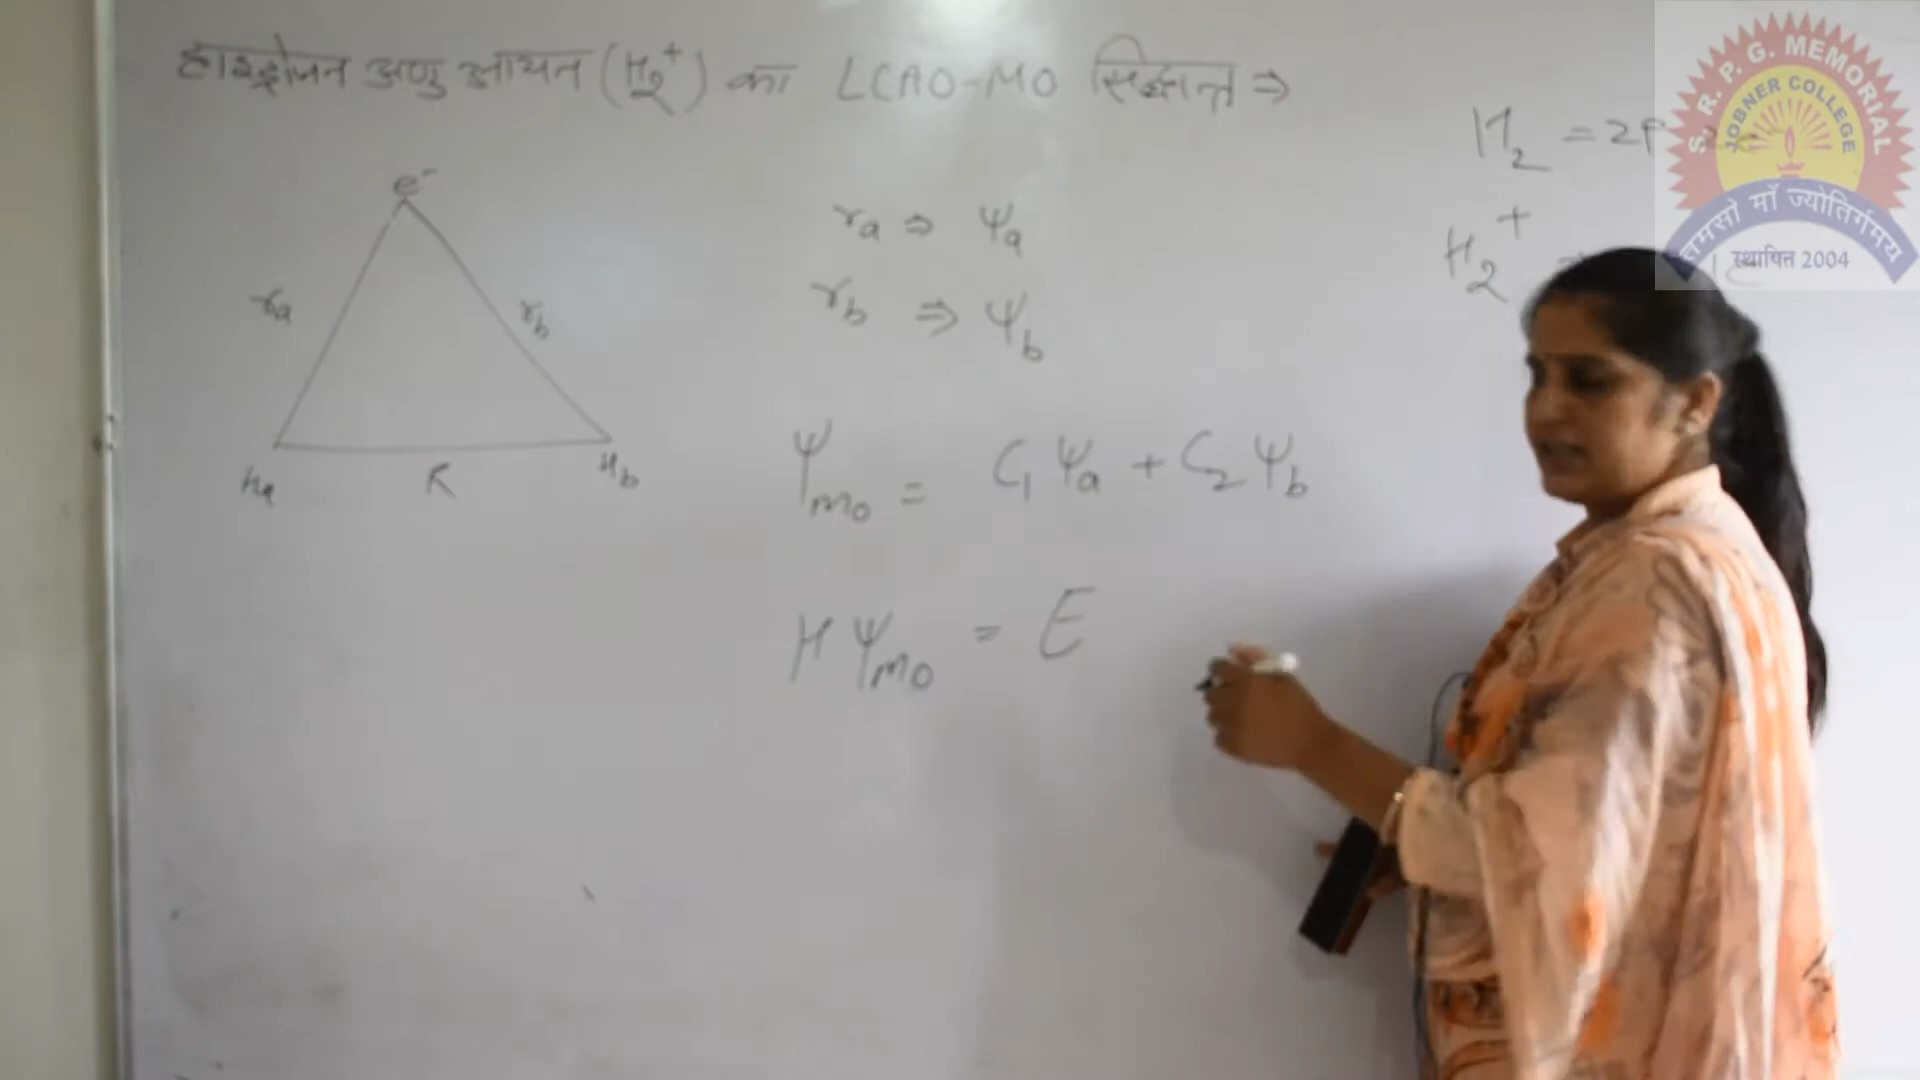 हाइड्रोजन अणु आयन (H₂⁺) का LCAO-MO सिद्धान्त ⇒
e⁻
rₐ
r_b
Hₐ
R
H_b
rₐ ⇒ Ψₐ
r_b ⇒ Ψ_b
Ψ_MO = C₁Ψₐ + C₂Ψ_b
HΨ_MO = E
H₂ = 2P
H₂⁺
S. R. P. G. MEMORIAL
JOBNER COLLEGE
तमसो माँ ज्योतिर्गमय
स्थापित 2004